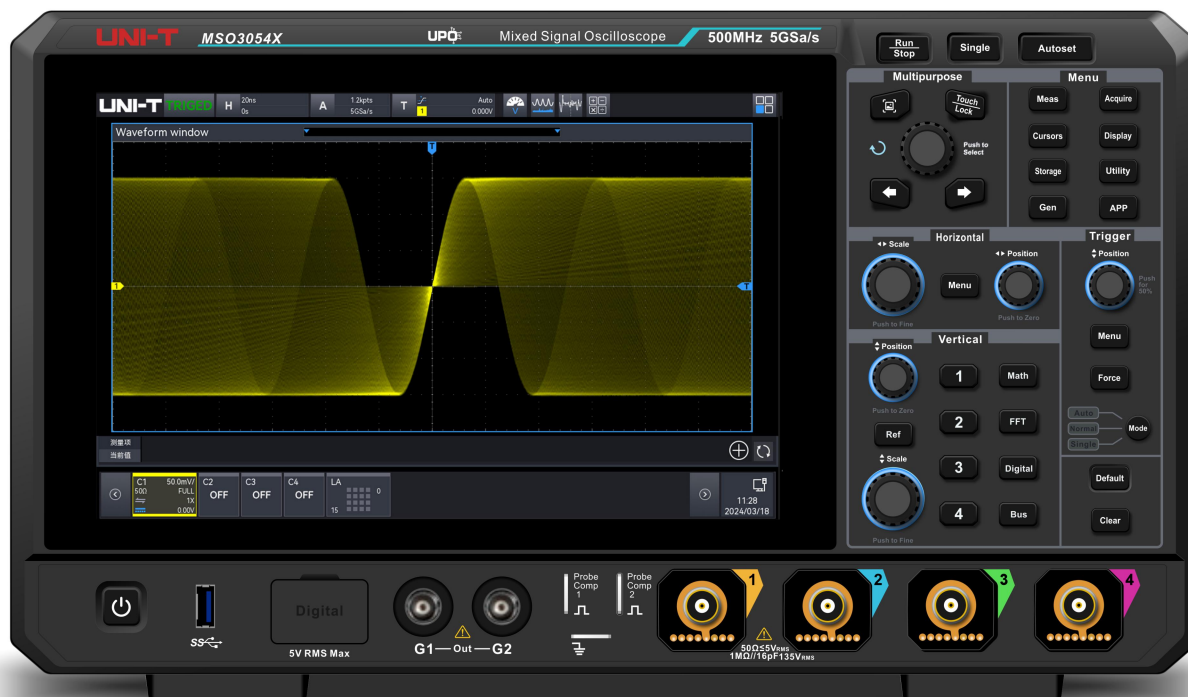 UNI-T MSO3054X UPO Mixed Signal Oscilloscope 500MHz 5GSa/s
Run
Stop
Single
Autoset
UNI-T
TRIGED
H
20ns
0s
A
1.2kpts
5GSa/s
T
1
Auto
0.000V
Waveform window
T
1
T
测量项
当前值
C1 50.0mV/
50Ω FULL
1X
0.00V
C2
OFF
C3
OFF
C4
OFF
LA
0
15
11:28
2024/03/18
Multipurpose
Touch
Lock
Push to
Select
Menu
Meas
Acquire
Cursors
Display
Storage
Utility
Gen
APP
Horizontal
Scale
Push to Fine
Menu
Position
Push to Zero
Trigger
Position
Push
for
50%
Menu
Force
Auto
Normal
Single
Mode
Default
Clear
Vertical
Position
Push to Zero
Ref
Scale
Push to Fine
1
Math
2
FFT
3
Digital
4
Bus
SS
Digital
5V RMS Max
G1 Out G2
Probe
Comp
1
Probe
Comp
2
1
2
3
4
50Ω≤5VRMS
1MΩ//16pF135VRMS